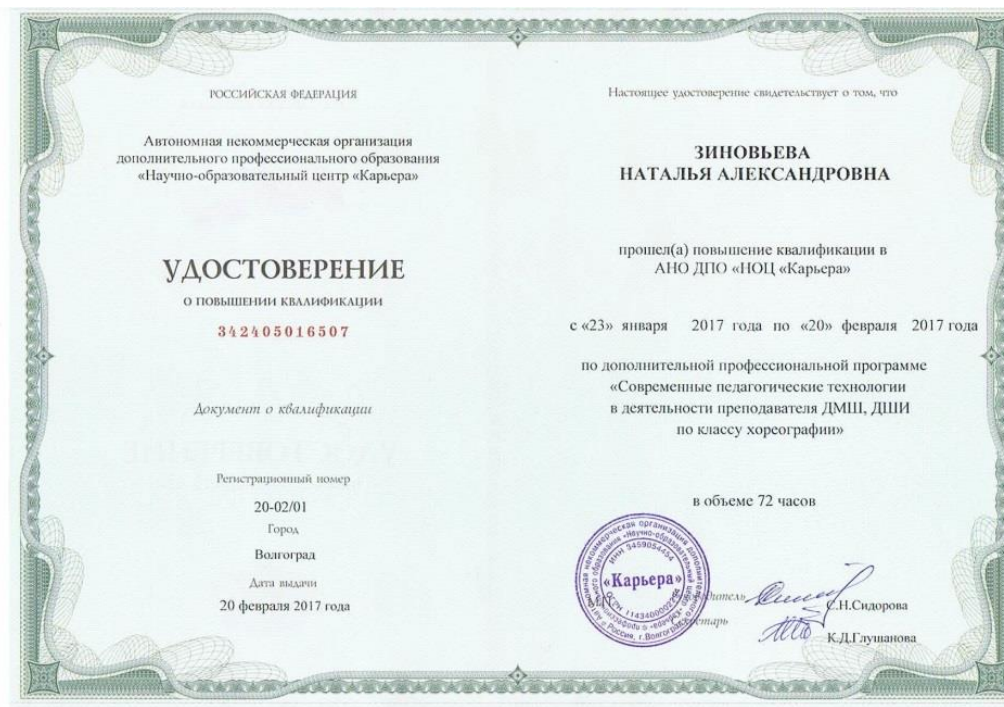 РОССИЙСКАЯ ФЕДЕРАЦИЯ
Автономная некоммерческая организация
дополнительного профессионального образования
«Научно-образовательный центр «Карьера»
УДОСТОВЕРЕНИЕ
О ПОВЫШЕНИИ КВАЛИФИКАЦИИ
342405016507
Документ о квалификации
Регистрационный номер
20-02/01
Город
Волгоград
Дата выдачи
20 февраля 2017 года
Настоящее удостоверение свидетельствует о том, что
ЗИНОВЬЕВА
НАТАЛЬЯ АЛЕКСАНДРОВНА
прошел(а) повышение квалификации в
АНО ДПО «НОЦ «Карьера»
с «23» января 2017 года по «20» февраля 2017 года
по дополнительной профессиональной программе
«Современные педагогические технологии
в деятельности преподавателя ДМШ, ДШИ
по классу хореографии»
в объеме 72 часов
«Карьера»
ИНН 3459054454
С.Н.Сидорова
К.Д.Глушанова